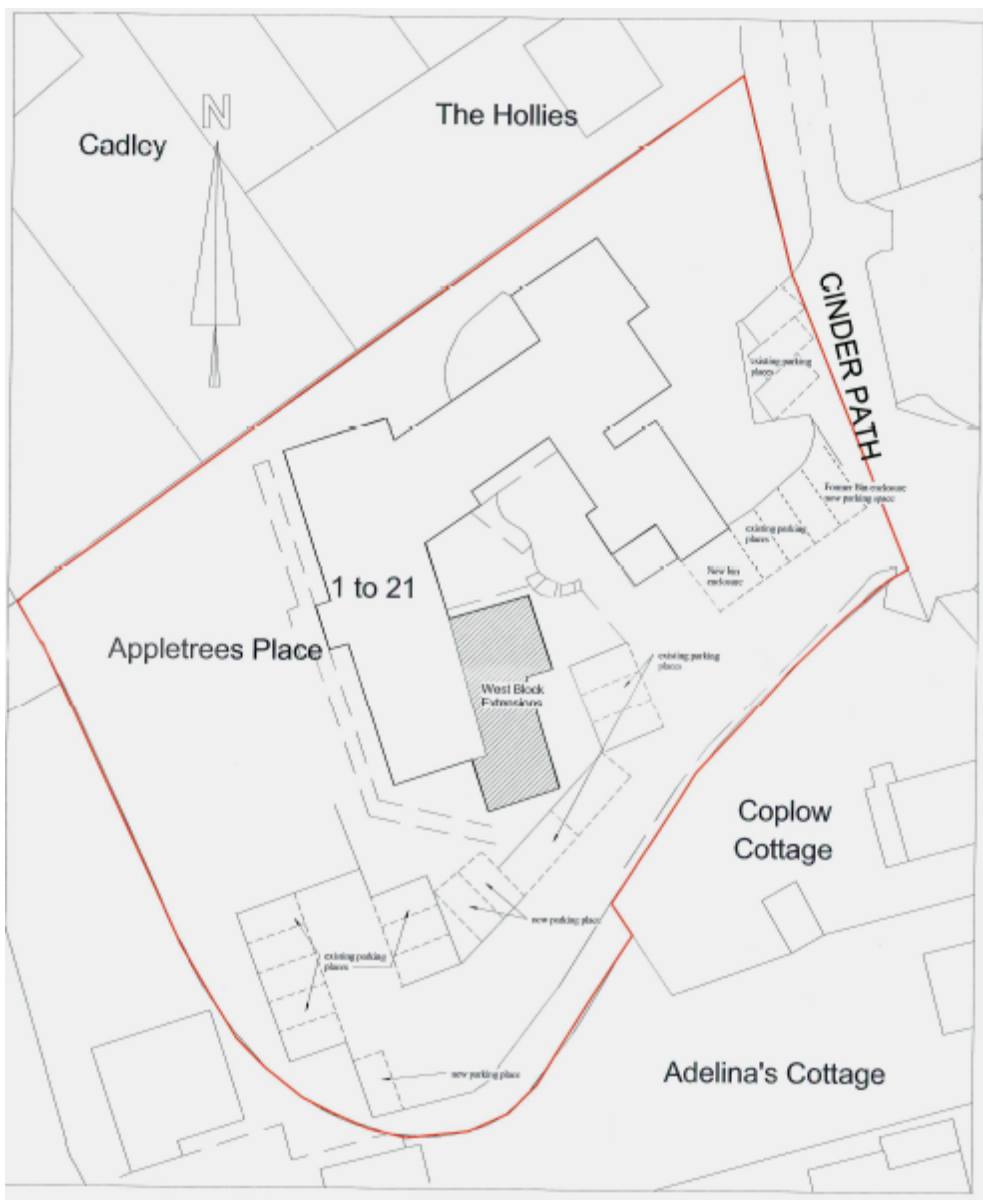 The Hollies
N
Cadley
CINDER PATH
existing parking
places
Former Bin enclosure
new parking space
existing parking
places
New bin
enclosure
1 to 21
Appletrees Place
existing parking
places
West Block
Extensions
Coplow
Cottage
new parking place
existing parking
places
new parking place
Adelina's Cottage